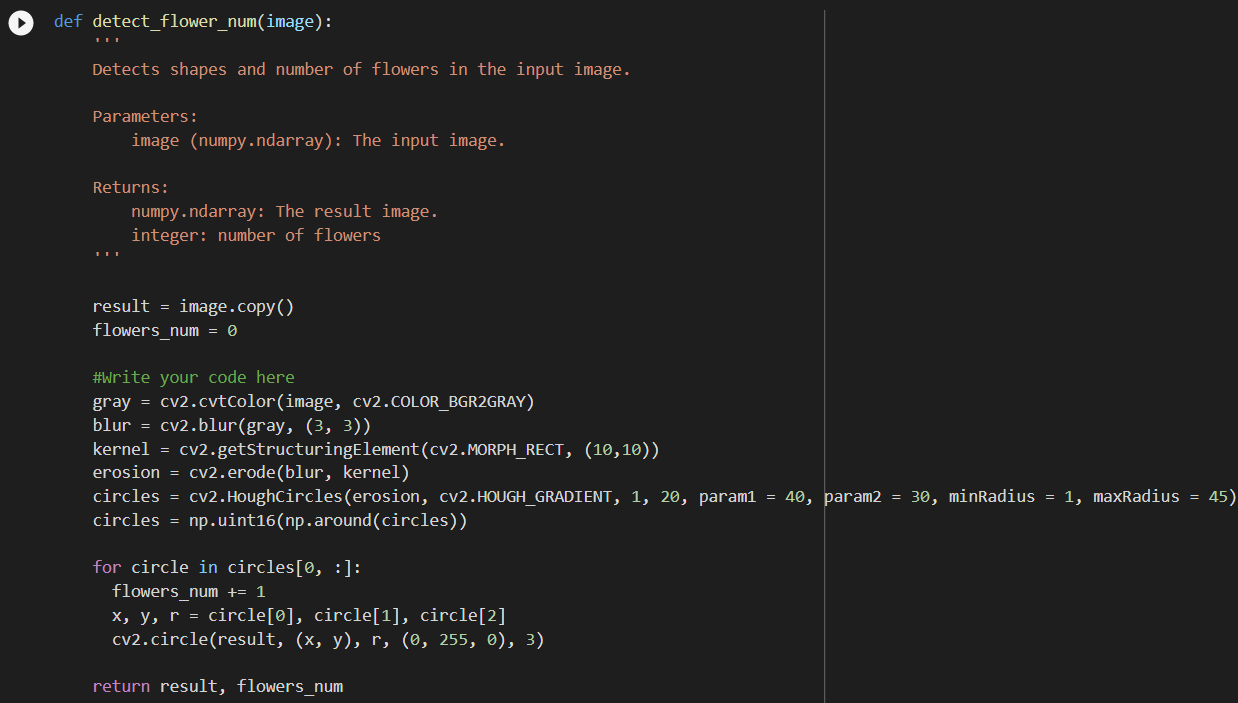 def detect_flower_num(image):
    '''
    Detects shapes and number of flowers in the input image.

    Parameters:
        image (numpy.ndarray): The input image.

    Returns:
        numpy.ndarray: The result image.
        integer: number of flowers
    '''

    result = image.copy()
    flowers_num = 0

    #Write your code here
    gray = cv2.cvtColor(image, cv2.COLOR_BGR2GRAY)
    blur = cv2.blur(gray, (3, 3))
    kernel = cv2.getStructuringElement(cv2.MORPH_RECT, (10,10))
    erosion = cv2.erode(blur, kernel)
    circles = cv2.HoughCircles(erosion, cv2.HOUGH_GRADIENT, 1, 20, param1 = 40, param2 = 30, minRadius = 1, maxRadius = 45)
    circles = np.uint16(np.around(circles))

    for circle in circles[0, :]:
      flowers_num += 1
      x, y, r = circle[0], circle[1], circle[2]
      cv2.circle(result, (x, y), r, (0, 255, 0), 3)

    return result, flowers_num